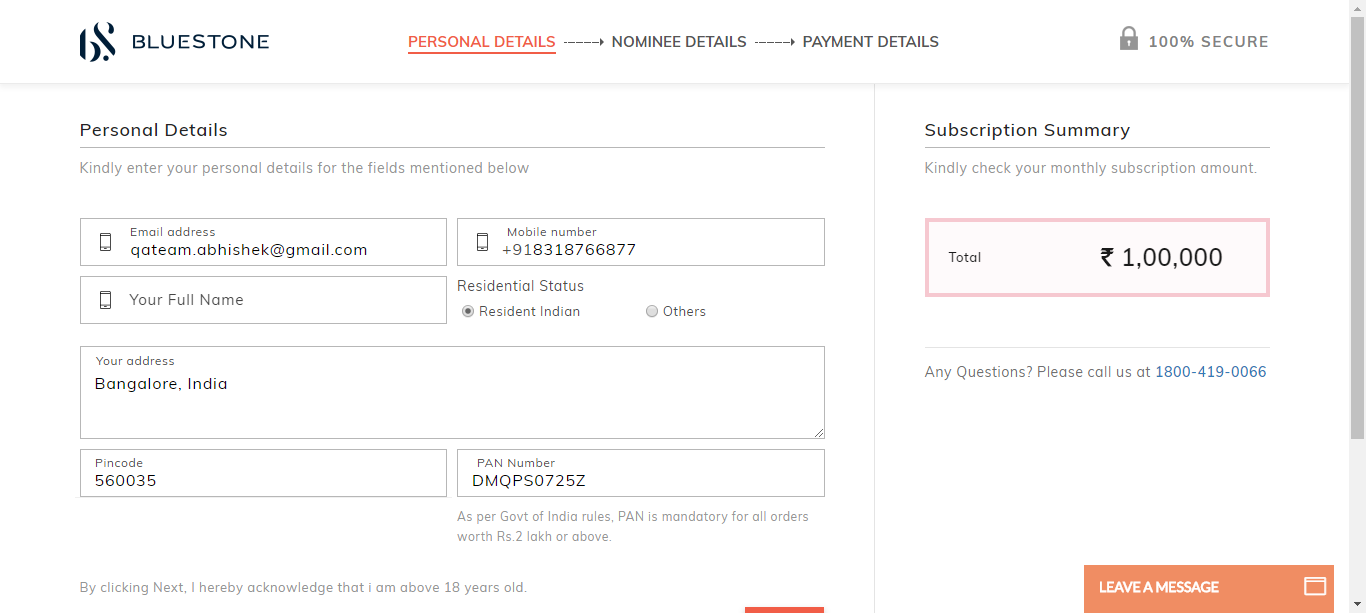 BLUESTONE
PERSONAL DETAILS NOMINEE DETAILS PAYMENT DETAILS
100% SECURE
Personal Details
Kindly enter your personal details for the fields mentioned below
Email address
qateam.abhishek@gmail.com
Mobile number
+918318766877
Your Full Name
Residential Status
Resident Indian Others
Your address
Bangalore, India
Pincode
560035
PAN Number
DMQPS0725Z
As per Govt of India rules, PAN is mandatory for all orders
worth Rs.2 lakh or above.
By clicking Next, I hereby acknowledge that i am above 18 years old.
Subscription Summary
Kindly check your monthly subscription amount.
Total ₹ 1,00,000
Any Questions? Please call us at 1800-419-0066
LEAVE A MESSAGE